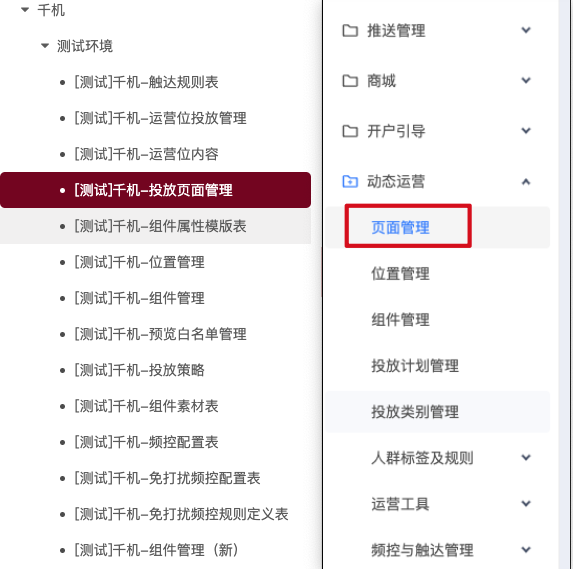 千机
测试环境
[测试]千机-触达规则表
[测试]千机-运营位投放管理
[测试]千机-运营位内容
[测试]千机-投放页面管理
[测试]千机-组件属性模版表
[测试]千机-位置管理
[测试]千机-组件管理
[测试]千机-预览白名单管理
[测试]千机-投放策略
[测试]千机-组件素材表
[测试]千机-频控配置表
[测试]千机-免打扰频控配置表
[测试]千机-免打扰频控规则定义表
[测试]千机-组件管理（新）
推送管理
商城
开户引导
动态运营
页面管理
位置管理
组件管理
投放计划管理
投放类别管理
人群标签及规则
运营工具
频控与触达管理